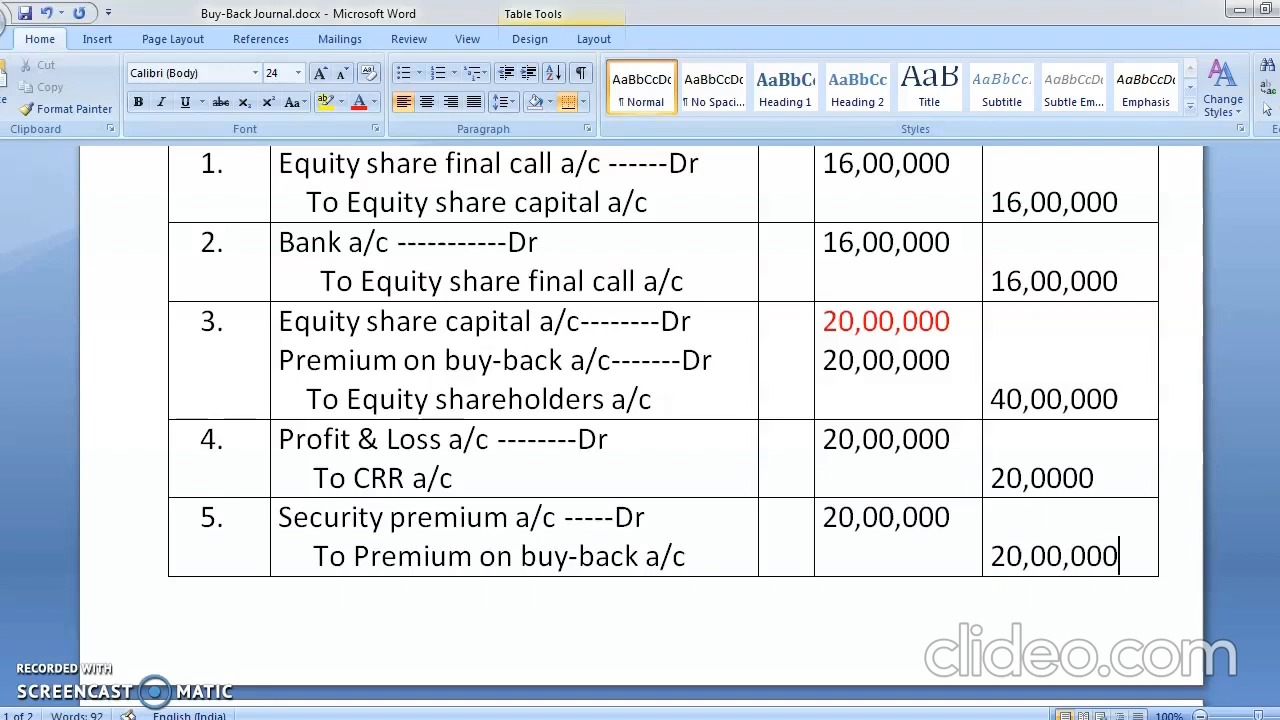 Buy-Back Journal.docx - Microsoft Word
Table Tools
Home Insert Page Layout References Mailings Review View Design Layout
Cut
Copy
Format Painter
Clipboard
Calibri (Body) 24
Font
Paragraph
AaBbCcDc AaBbCcDc AaBbC AaBbCc AaB AaBbCc. AaBbCcDc AaBbCcDc
¶ Normal ¶ No Spaci... Heading 1 Heading 2 Title Subtitle Subtle Em... Emphasis
Change
Styles
Styles
1. Equity share final call a/c ------Dr 16,00,000
To Equity share capital a/c 16,00,000
2. Bank a/c -----------Dr 16,00,000
To Equity share final call a/c 16,00,000
3. Equity share capital a/c--------Dr 20,00,000
Premium on buy-back a/c-------Dr 20,00,000
To Equity shareholders a/c 40,00,000
4. Profit & Loss a/c --------Dr 20,00,000
To CRR a/c 20,0000
5. Security premium a/c -----Dr 20,00,000
To Premium on buy-back a/c 20,00,000
clideo.com
RECORDED WITH
SCREENCAST MATIC
1 of 2 Words: 92 English (India) 100%